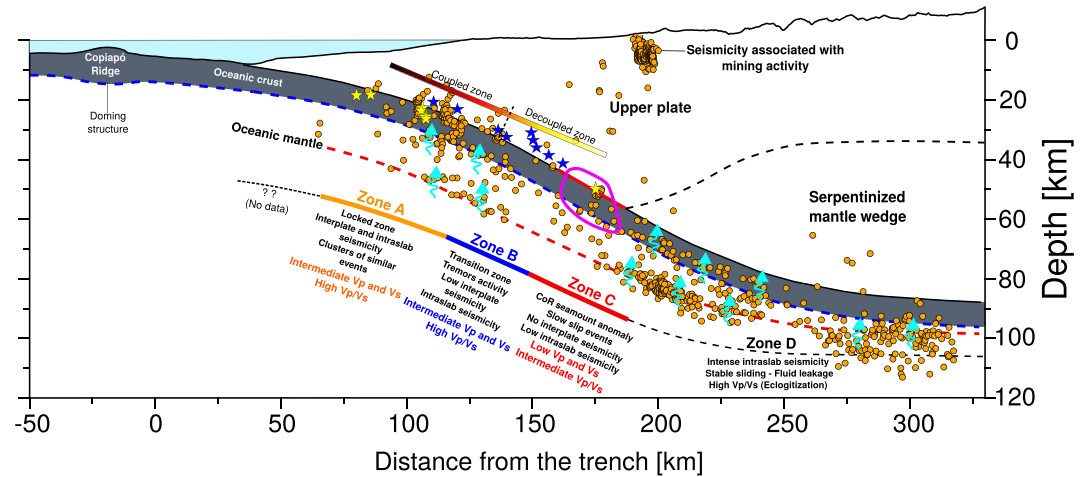 Copiapó
Ridge
Oceanic crust
Doming
structure
Oceanic mantle
? ?
(No data)
Coupled zone
Decoupled zone
Seismicity associated with
mining activity
Upper plate
Serpentinized
mantle wedge
Zone A
Locked zone
Interplate and intraslab
seismicity
Clusters of similar
events
Intermediate Vp and Vs
High Vp/Vs
Zone B
Transition zone
Tremors activity
Low interplate
seismicity
Intraslab seismicity
Intermediate Vp and Vs
High Vp/Vs
Zone C
CoR seamount anomaly
Slow slip events
No interplate seismicity
Low intraslab seismicity
Low Vp and Vs
Intermediate Vp/Vs
Zone D
Intense intraslab seismicity
Stable sliding - Fluid leakage
High Vp/Vs (Eclogitization)
0
20
40
60
80
100
120
Depth [km]
-50 0 50 100 150 200 250 300
Distance from the trench [km]